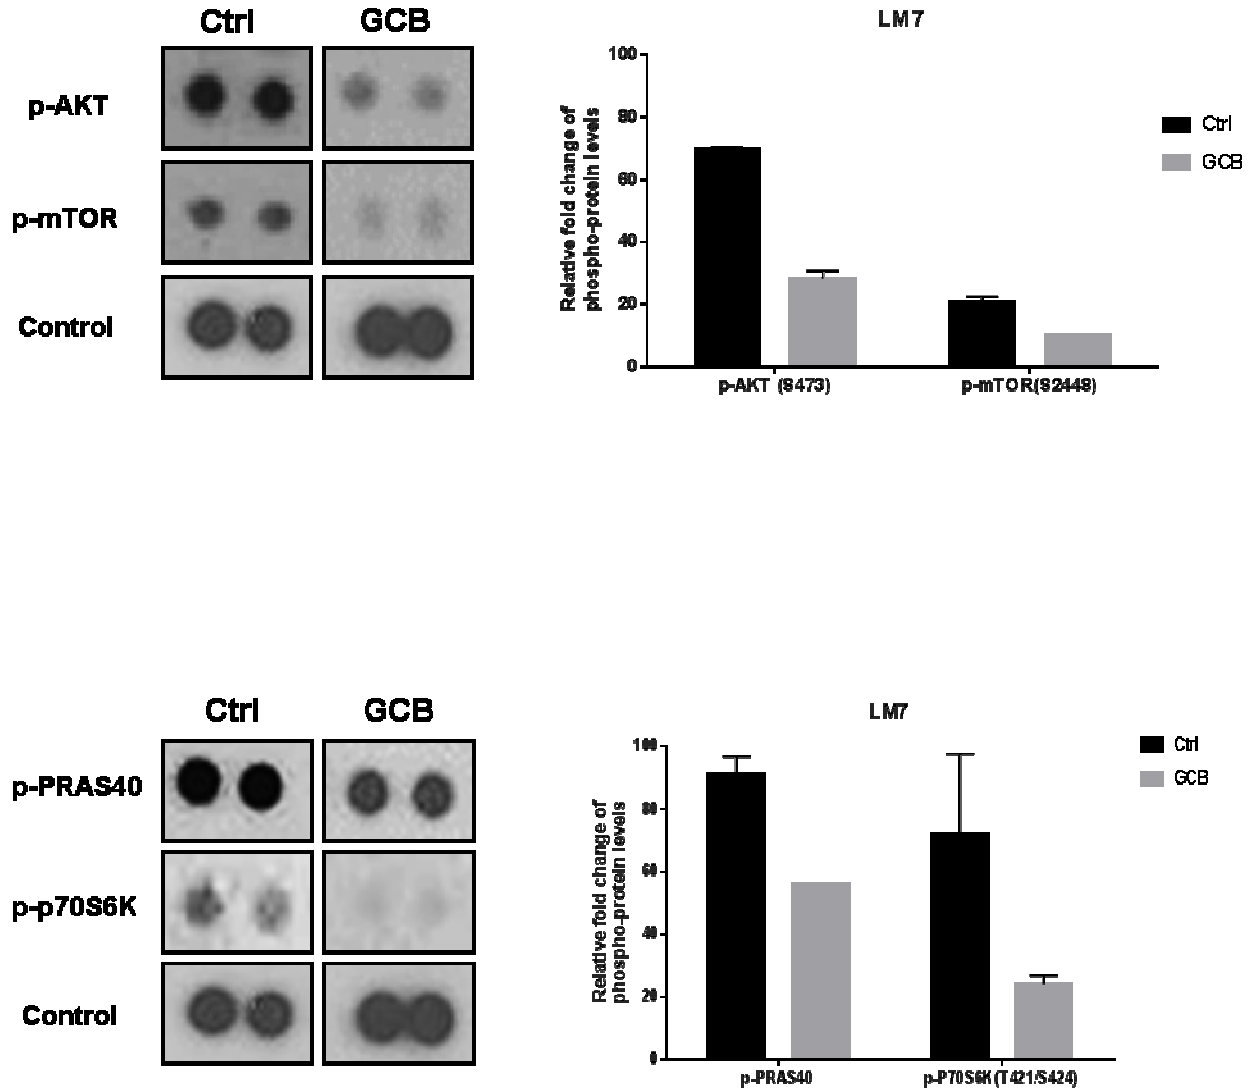 Ctrl GCB
p-AKT
p-mTOR
Control
LM7
Relative fold change of
phospho-protein levels
100
80
60
40
20
0
p-AKT (S473) p-mTOR(S2448)
Ctrl
GCB
Ctrl GCB
p-PRAS40
p-p70S6K
Control
LM7
Relative fold change of
phospho-protein levels
100
80
60
40
20
0
p-PRAS40 p-P70S6K(T421/S424)
Ctrl
GCB